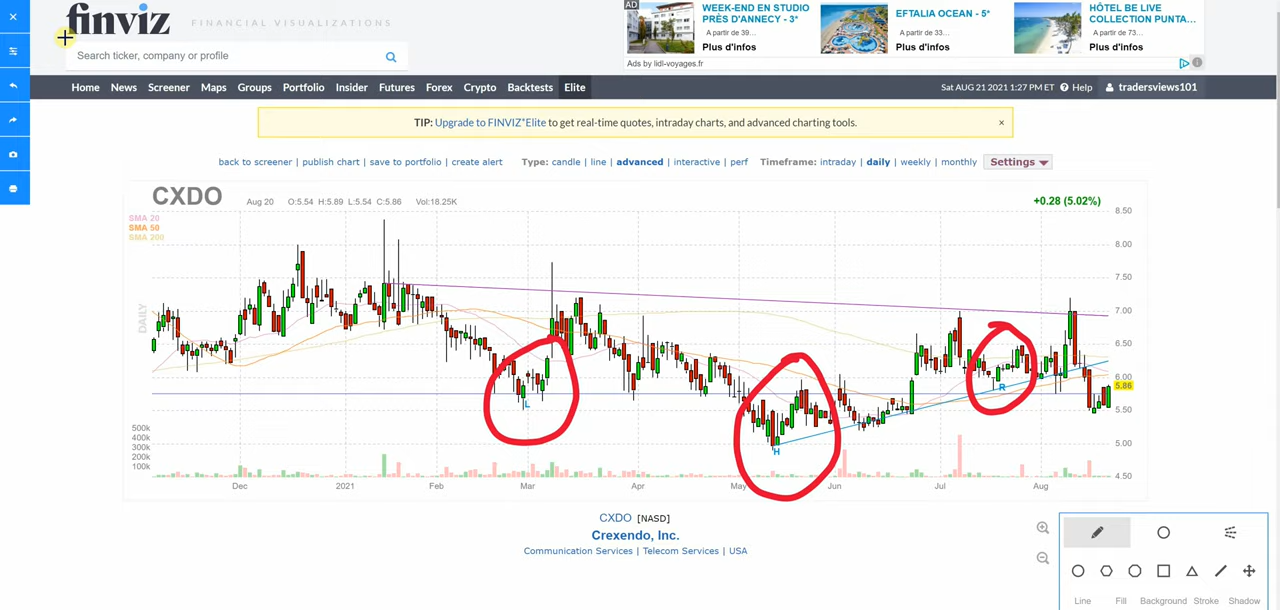 finviz FINANCIAL VISUALIZATIONS
Search ticker, company or profile
AD
WEEK-END EN STUDIO PRÈS D'ANNECY - 3*
A partir de 39...
Plus d'infos
EFTALIA OCEAN - 5*
A partir de 33...
Plus d'infos
HÔTEL BE LIVE COLLECTION PUNTA...
A partir de 73...
Plus d'infos
Ads by lidl-voyages.fr
Home News Screener Maps Groups Portfolio Insider Futures Forex Crypto Backtests Elite Sat AUG 21 2021 1:27 PM ET Help tradersviews101
TIP: Upgrade to FINVIZ*Elite to get real-time quotes, intraday charts, and advanced charting tools. ×
back to screener | publish chart | save to portfolio | create alert Type: candle | line | advanced | interactive | perf Timeframe: intraday | daily | weekly | monthly Settings
CXDO Aug 20 O:5.54 H:5.89 L:5.54 C:5.86 Vol:18.25K +0.28 (5.02%)
SMA 20
SMA 50
SMA 200
DAILY
8.50
8.00
7.50
7.00
6.50
6.00
5.86
5.50
5.00
4.50
500k
400k
300k
200k
100k
L
H
R
Dec 2021 Feb Mar Apr May Jun Jul Aug
CXDO [NASD]
Crexendo, Inc.
Communication Services | Telecom Services | USA
Line Fill Background Stroke Shadow